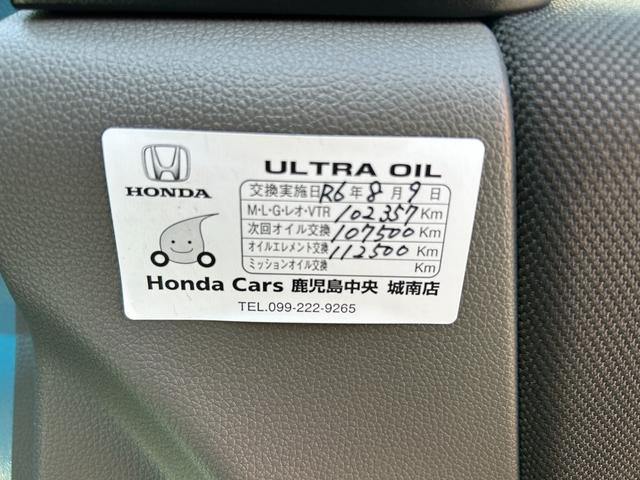 HONDA
ULTRA OIL
交換実施日 R6年8月9日
M・L・G・レオ・VTR 102357 Km
次回オイル交換 107500 Km
オイルエレメント交換 112500 Km
ミッションオイル交換 Km
Honda Cars 鹿児島中央 城南店
TEL.099-222-9265